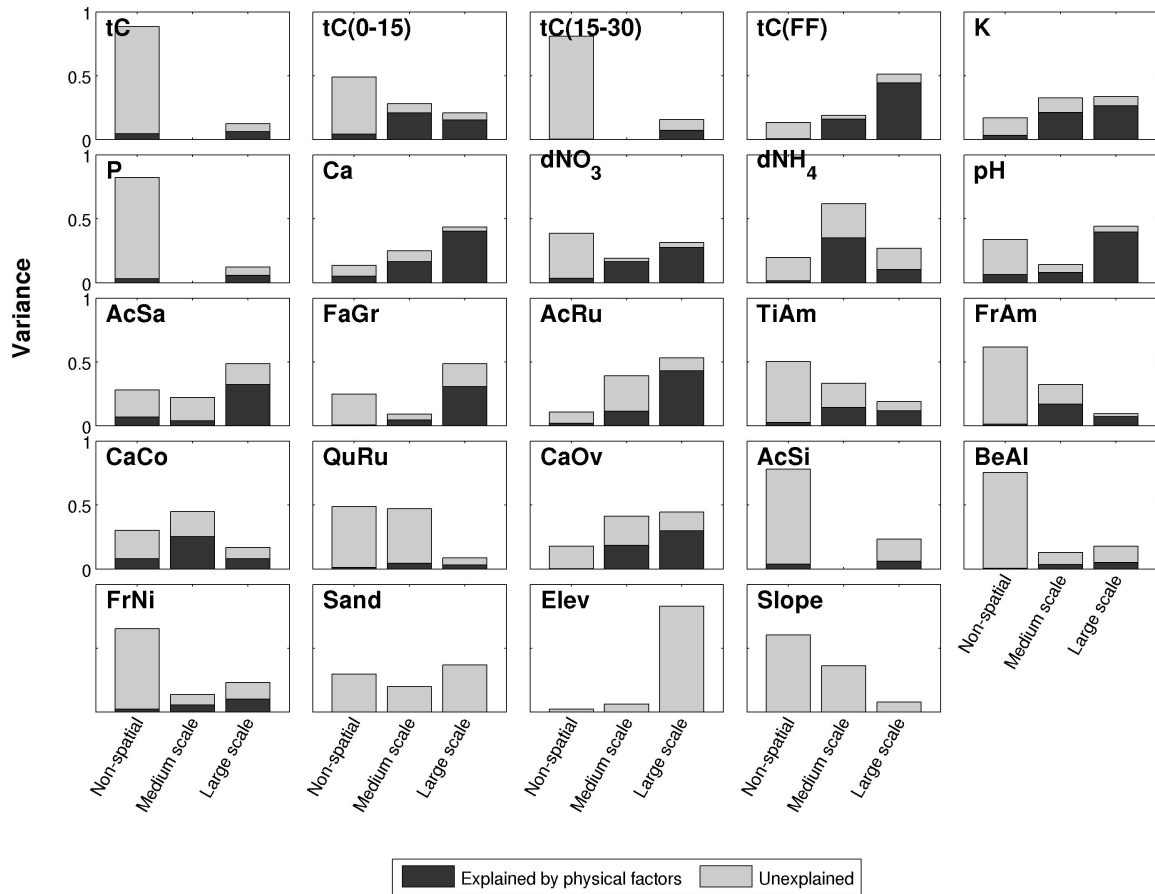 tC
tC(0-15)
tC(15-30)
tC(FF)
K
1
0.5
0
P
Ca
dNO3
dNH4
pH
1
0.5
0
AcSa
FaGr
AcRu
TiAm
FrAm
1
0.5
0
CaCo
QuRu
CaOv
AcSi
BeAl
1
0.5
0
FrNi
Sand
Elev
Slope
Variance
Non-spatial
Medium scale
Large scale
Non-spatial
Medium scale
Large scale
Non-spatial
Medium scale
Large scale
Non-spatial
Medium scale
Large scale
Non-spatial
Medium scale
Large scale
Explained by physical factors
Unexplained